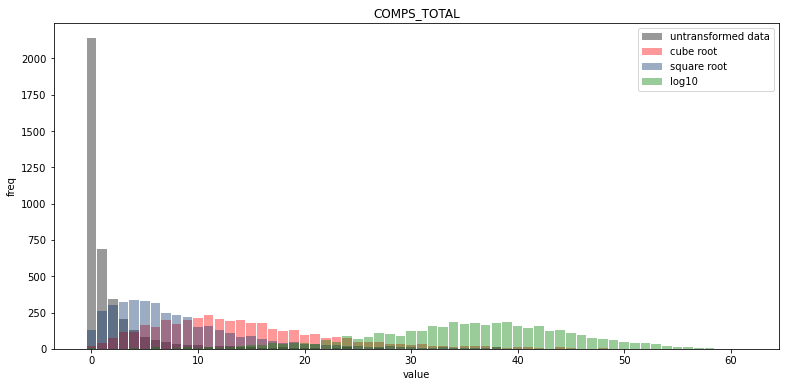 COMPS_TOTAL
untransformed data
cube root
square root
log10
2000
1750
1500
1250
1000
750
500
250
0
freq
0 10 20 30 40 50 60
value